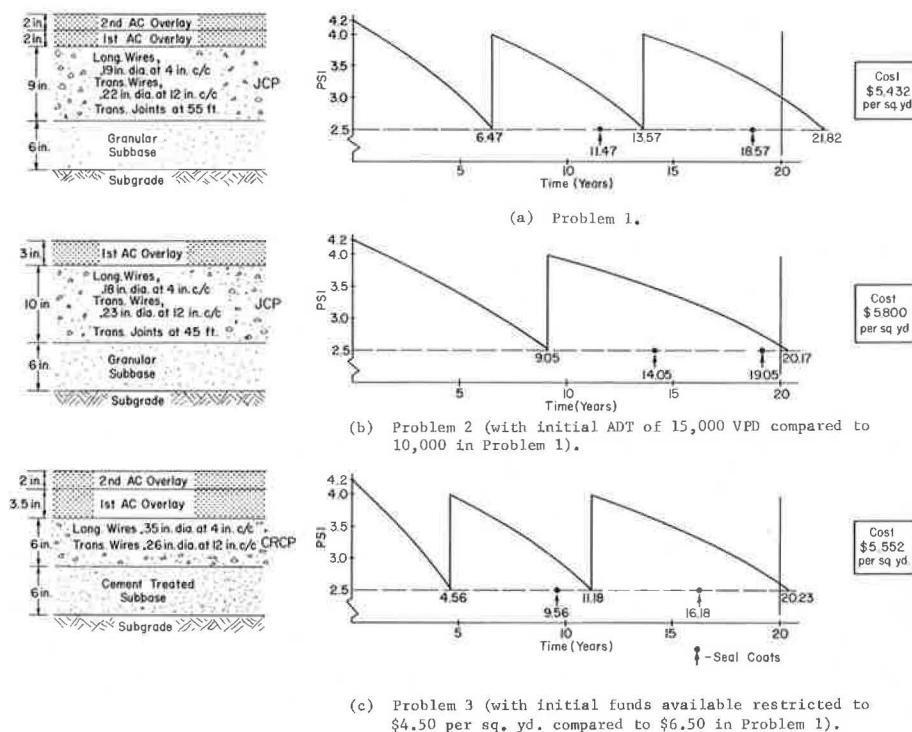 2 in.
2nd AC Overlay
2 in.
1st AC Overlay
9 in.
Long. Wires,
.19 in. dia. at 4 in. c/c
Trans. Wires,
.22 in. dia. at 12 in. c/c
JCP
Trans. Joints at 55 ft.
6 in.
Granular
Subbase
Subgrade
PSI
4.2
4.0
3.0
2.5
6.47
11.47
13.57
18.57
21.82
5
10
15
20
Time (Years)
Cost
$5.432
per sq. yd
(a) Problem 1.
3 in.
1st AC Overlay
10 in.
Long. Wires,
.18 in. dia. at 4 in. c/c
Trans. Wires,
.23 in. dia. at 12 in. c/c
JCP
Trans. Joints at 45 ft.
6 in.
Granular
Subbase
Subgrade
PSI
4.2
4.0
3.5
3.0
2.5
9.05
14.05
19.05
20.17
5
10
15
20
Time (Years)
Cost
$5.800
per sq yd
(b) Problem 2 (with initial ADT of 15,000 VPD compared to
10,000 in Problem 1).
2 in.
2nd AC Overlay
3.5 in.
1st AC Overlay
6 in.
Long. Wires .35 in. dia. at 4 in. c/c
Trans. Wires .26 in. dia. at 12 in. c/c
CRCP
6 in.
Cement Treated
Subbase
Subgrade
PSI
4.2
4.0
3.5
3.0
2.5
4.56
9.56
11.18
16.18
20.23
5
10
15
20
Time (Years)
Cost
$5.552
per sq yd.
-Seal Coats
(c) Problem 3 (with initial funds available restricted to
$4.50 per sq. yd. compared to $6.50 in Problem 1).